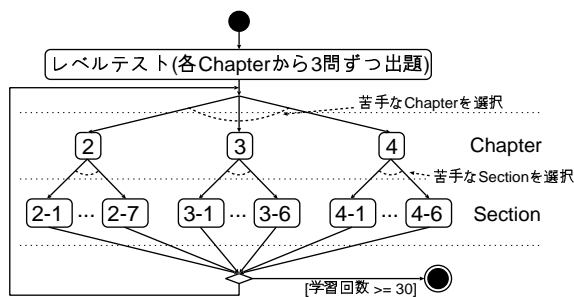 レベルテスト(各Chapterから3問ずつ出題)
苦手なChapterを選択
2 3 4 Chapter
苦手なSectionを選択
2-1 ... 2-7 3-1 ... 3-6 4-1 ... 4-6 Section
[学習回数 >= 30]